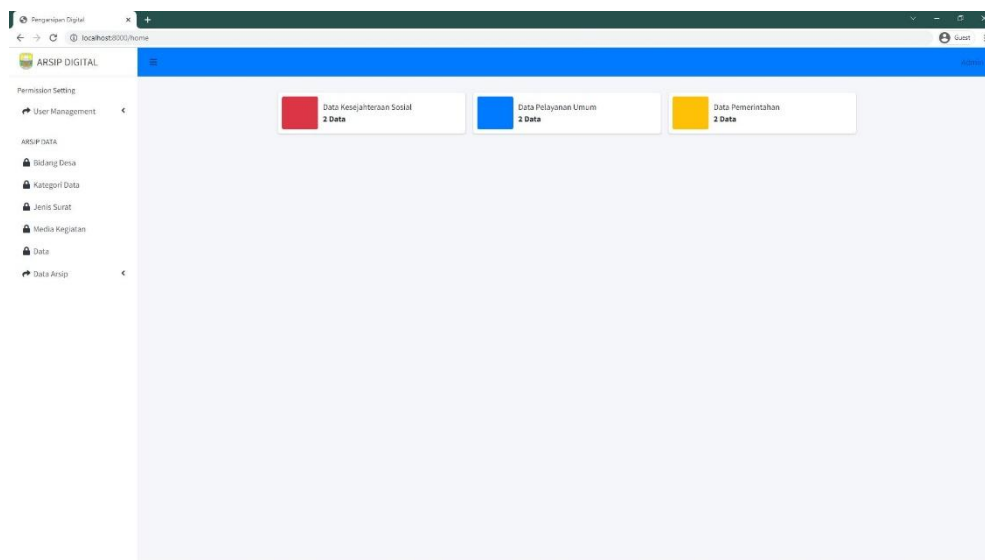 Pengarsipan Digital
localhost:8000/home
Guest
ARSIP DIGITAL
Admin
Permission Setting
User Management
ARSIP DATA
Bidang Desa
Kategori Data
Jenis Surat
Media Kegiatan
Data
Data Arsip
Data Kesejahteraan Sosial
2 Data
Data Pelayanan Umum
2 Data
Data Pemerintahan
2 Data